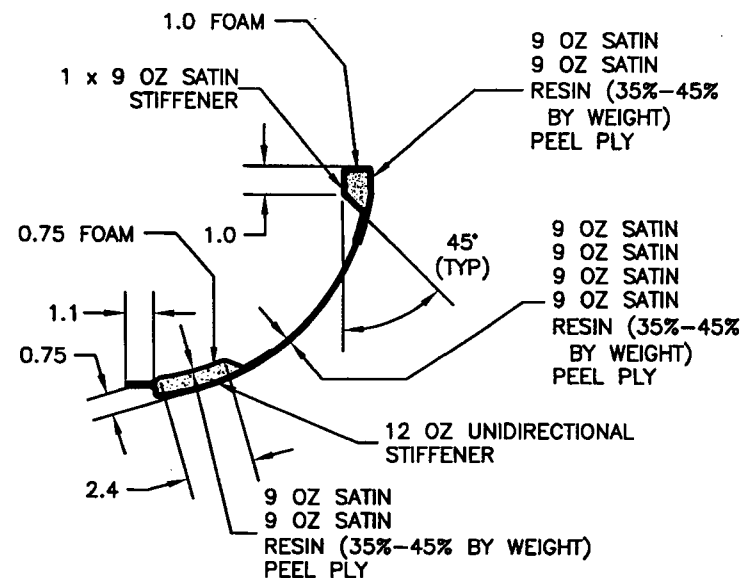 1.0 FOAM
1 x 9 OZ SATIN
STIFFENER
9 OZ SATIN
9 OZ SATIN
RESIN (35%-45%
BY WEIGHT)
PEEL PLY
1.0
0.75 FOAM
45°
(TYP)
9 OZ SATIN
9 OZ SATIN
9 OZ SATIN
9 OZ SATIN
RESIN (35%-45%
BY WEIGHT)
PEEL PLY
1.1
0.75
12 OZ UNIDIRECTIONAL
STIFFENER
2.4
9 OZ SATIN
9 OZ SATIN
RESIN (35%-45% BY WEIGHT)
PEEL PLY